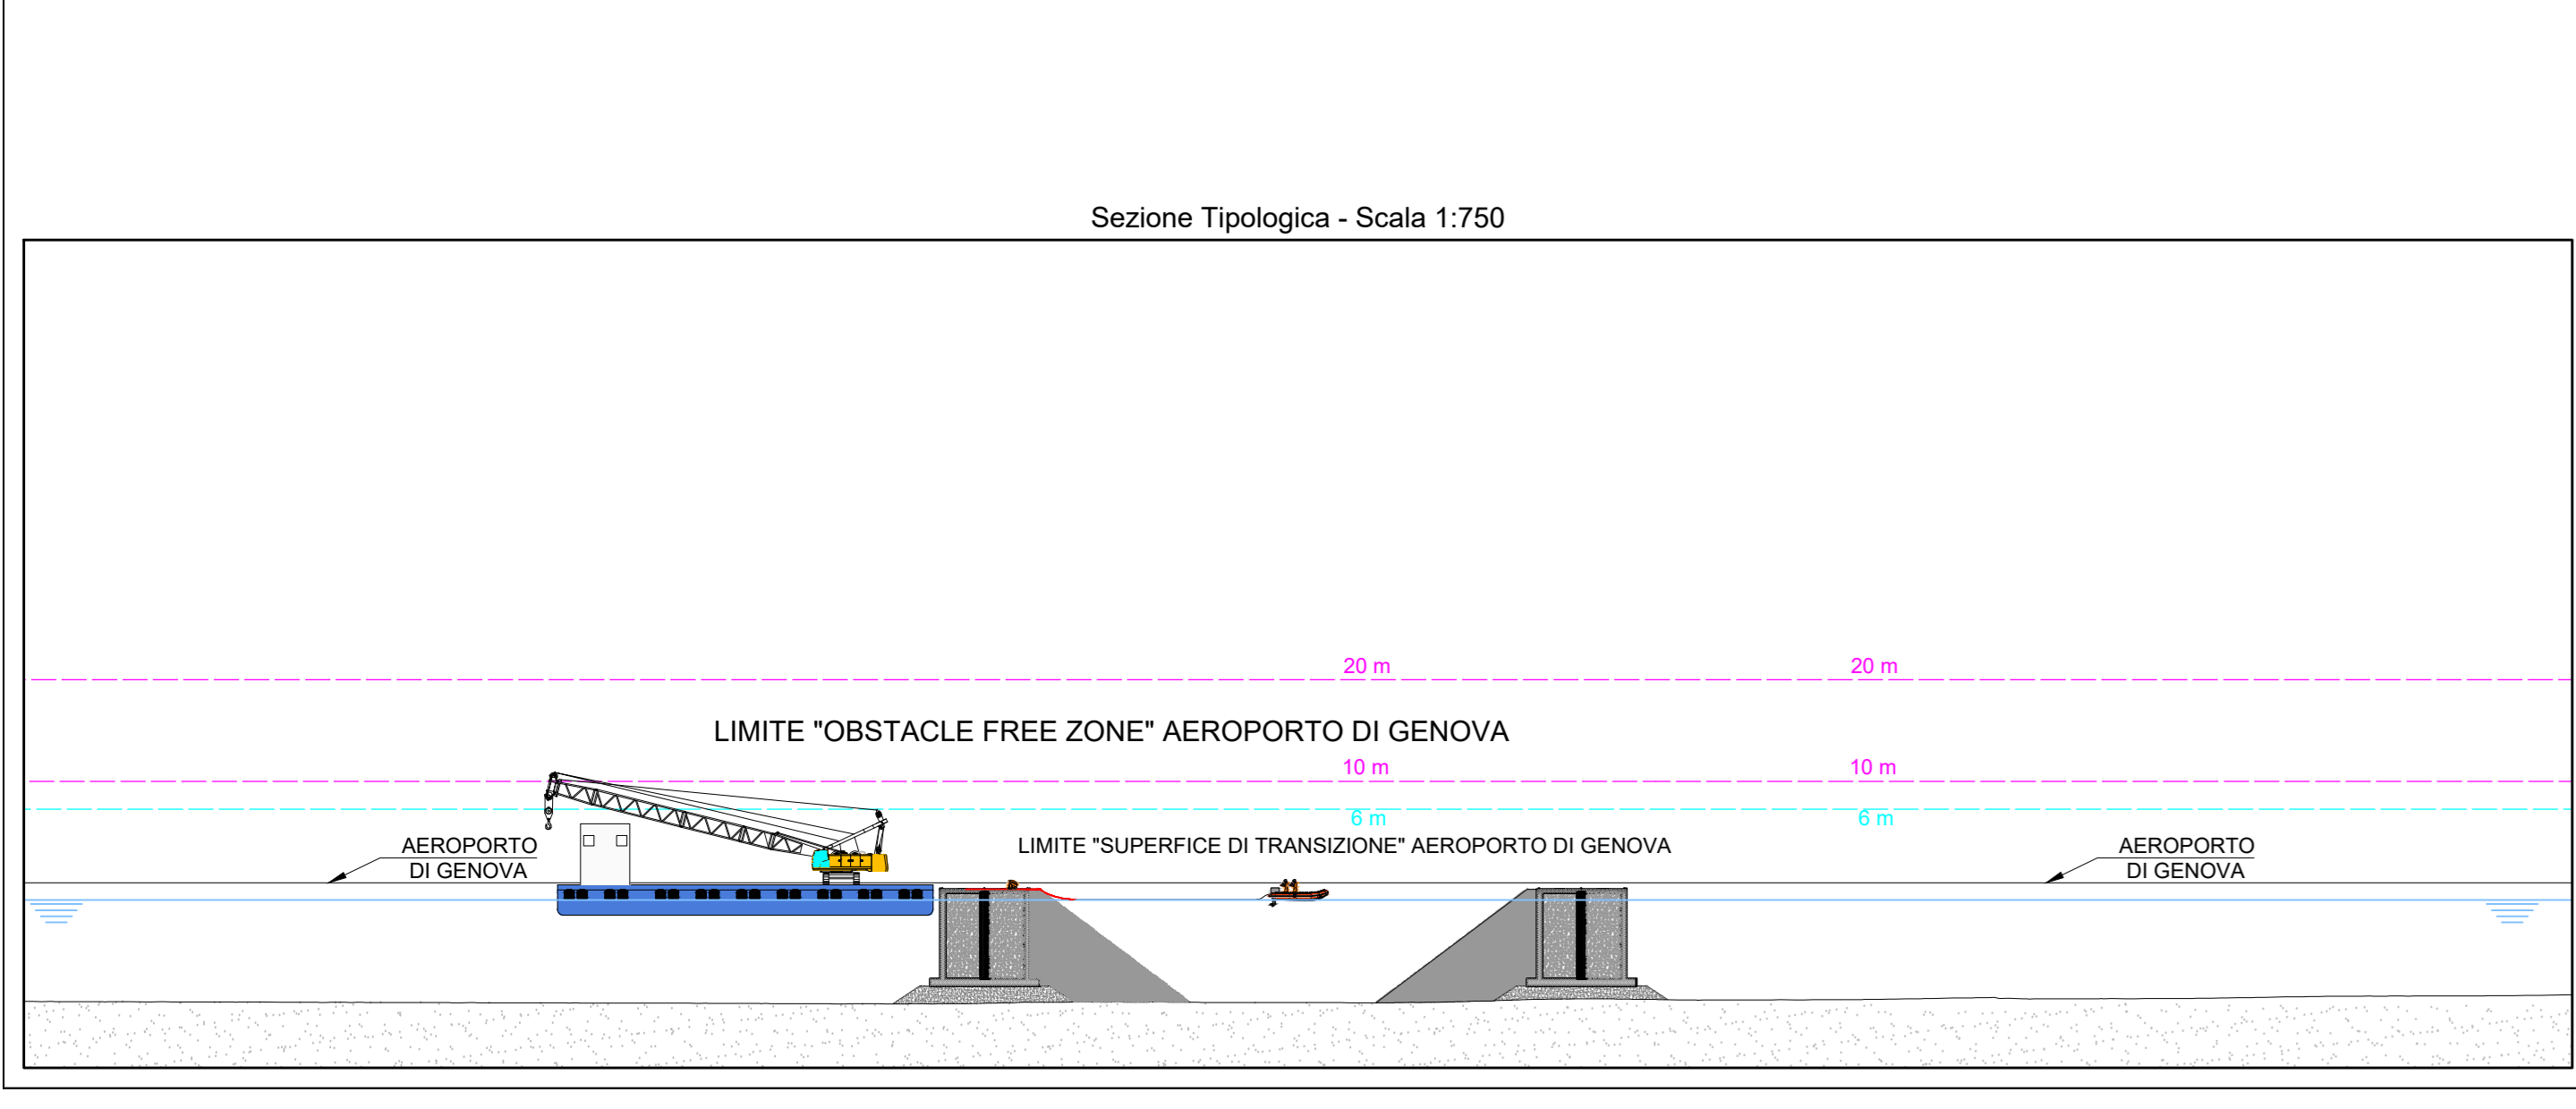 Sezione Tipologica - Scala 1:750
20 m
20 m
LIMITE "OBSTACLE FREE ZONE" AEROPORTO DI GENOVA
10 m
10 m
6 m
6 m
LIMITE "SUPERFICE DI TRANSIZIONE" AEROPORTO DI GENOVA
AEROPORTO
DI GENOVA
AEROPORTO
DI GENOVA